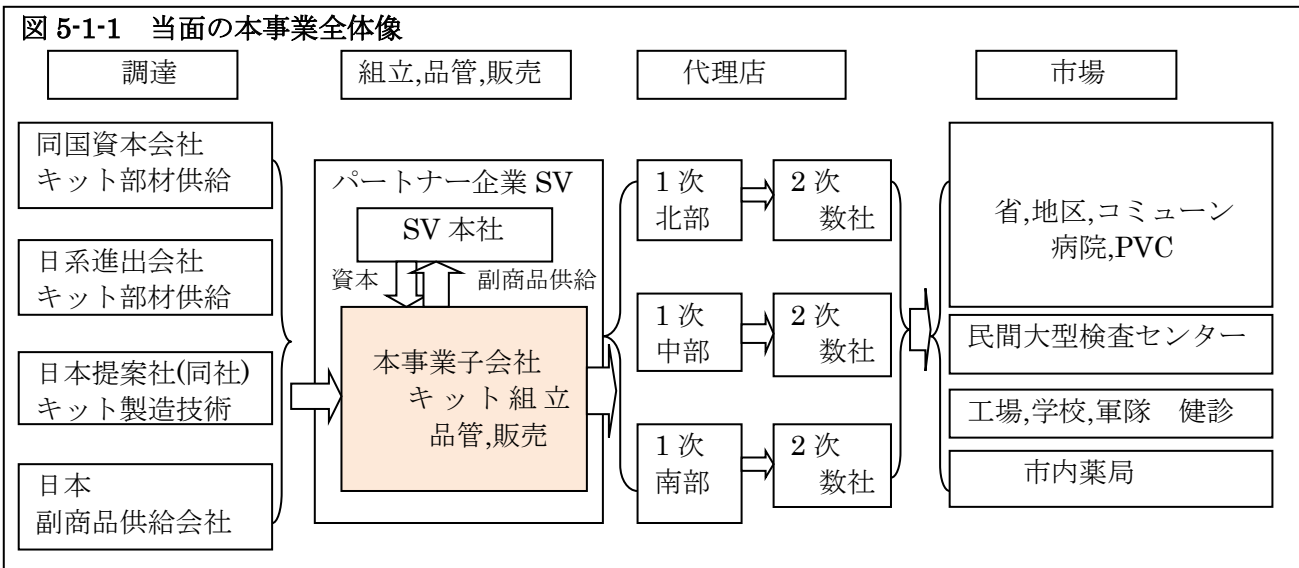 図 5-1-1　当面の本事業全体像
調達
組立,品管,販売
代理店
市場
同国資本会社
キット部材供給
日系進出会社
キット部材供給
日本提案社(同社)
キット製造技術
日本
副商品供給会社
パートナー企業 SV
SV 本社
資本
副商品供給
本事業子会社
キット組立
品管,販売
1 次
北部
2 次
数社
1 次
中部
2 次
数社
1 次
南部
2 次
数社
省,地区,コミューン
病院,PVC
民間大型検査センター
工場,学校,軍隊　健診
市内薬局